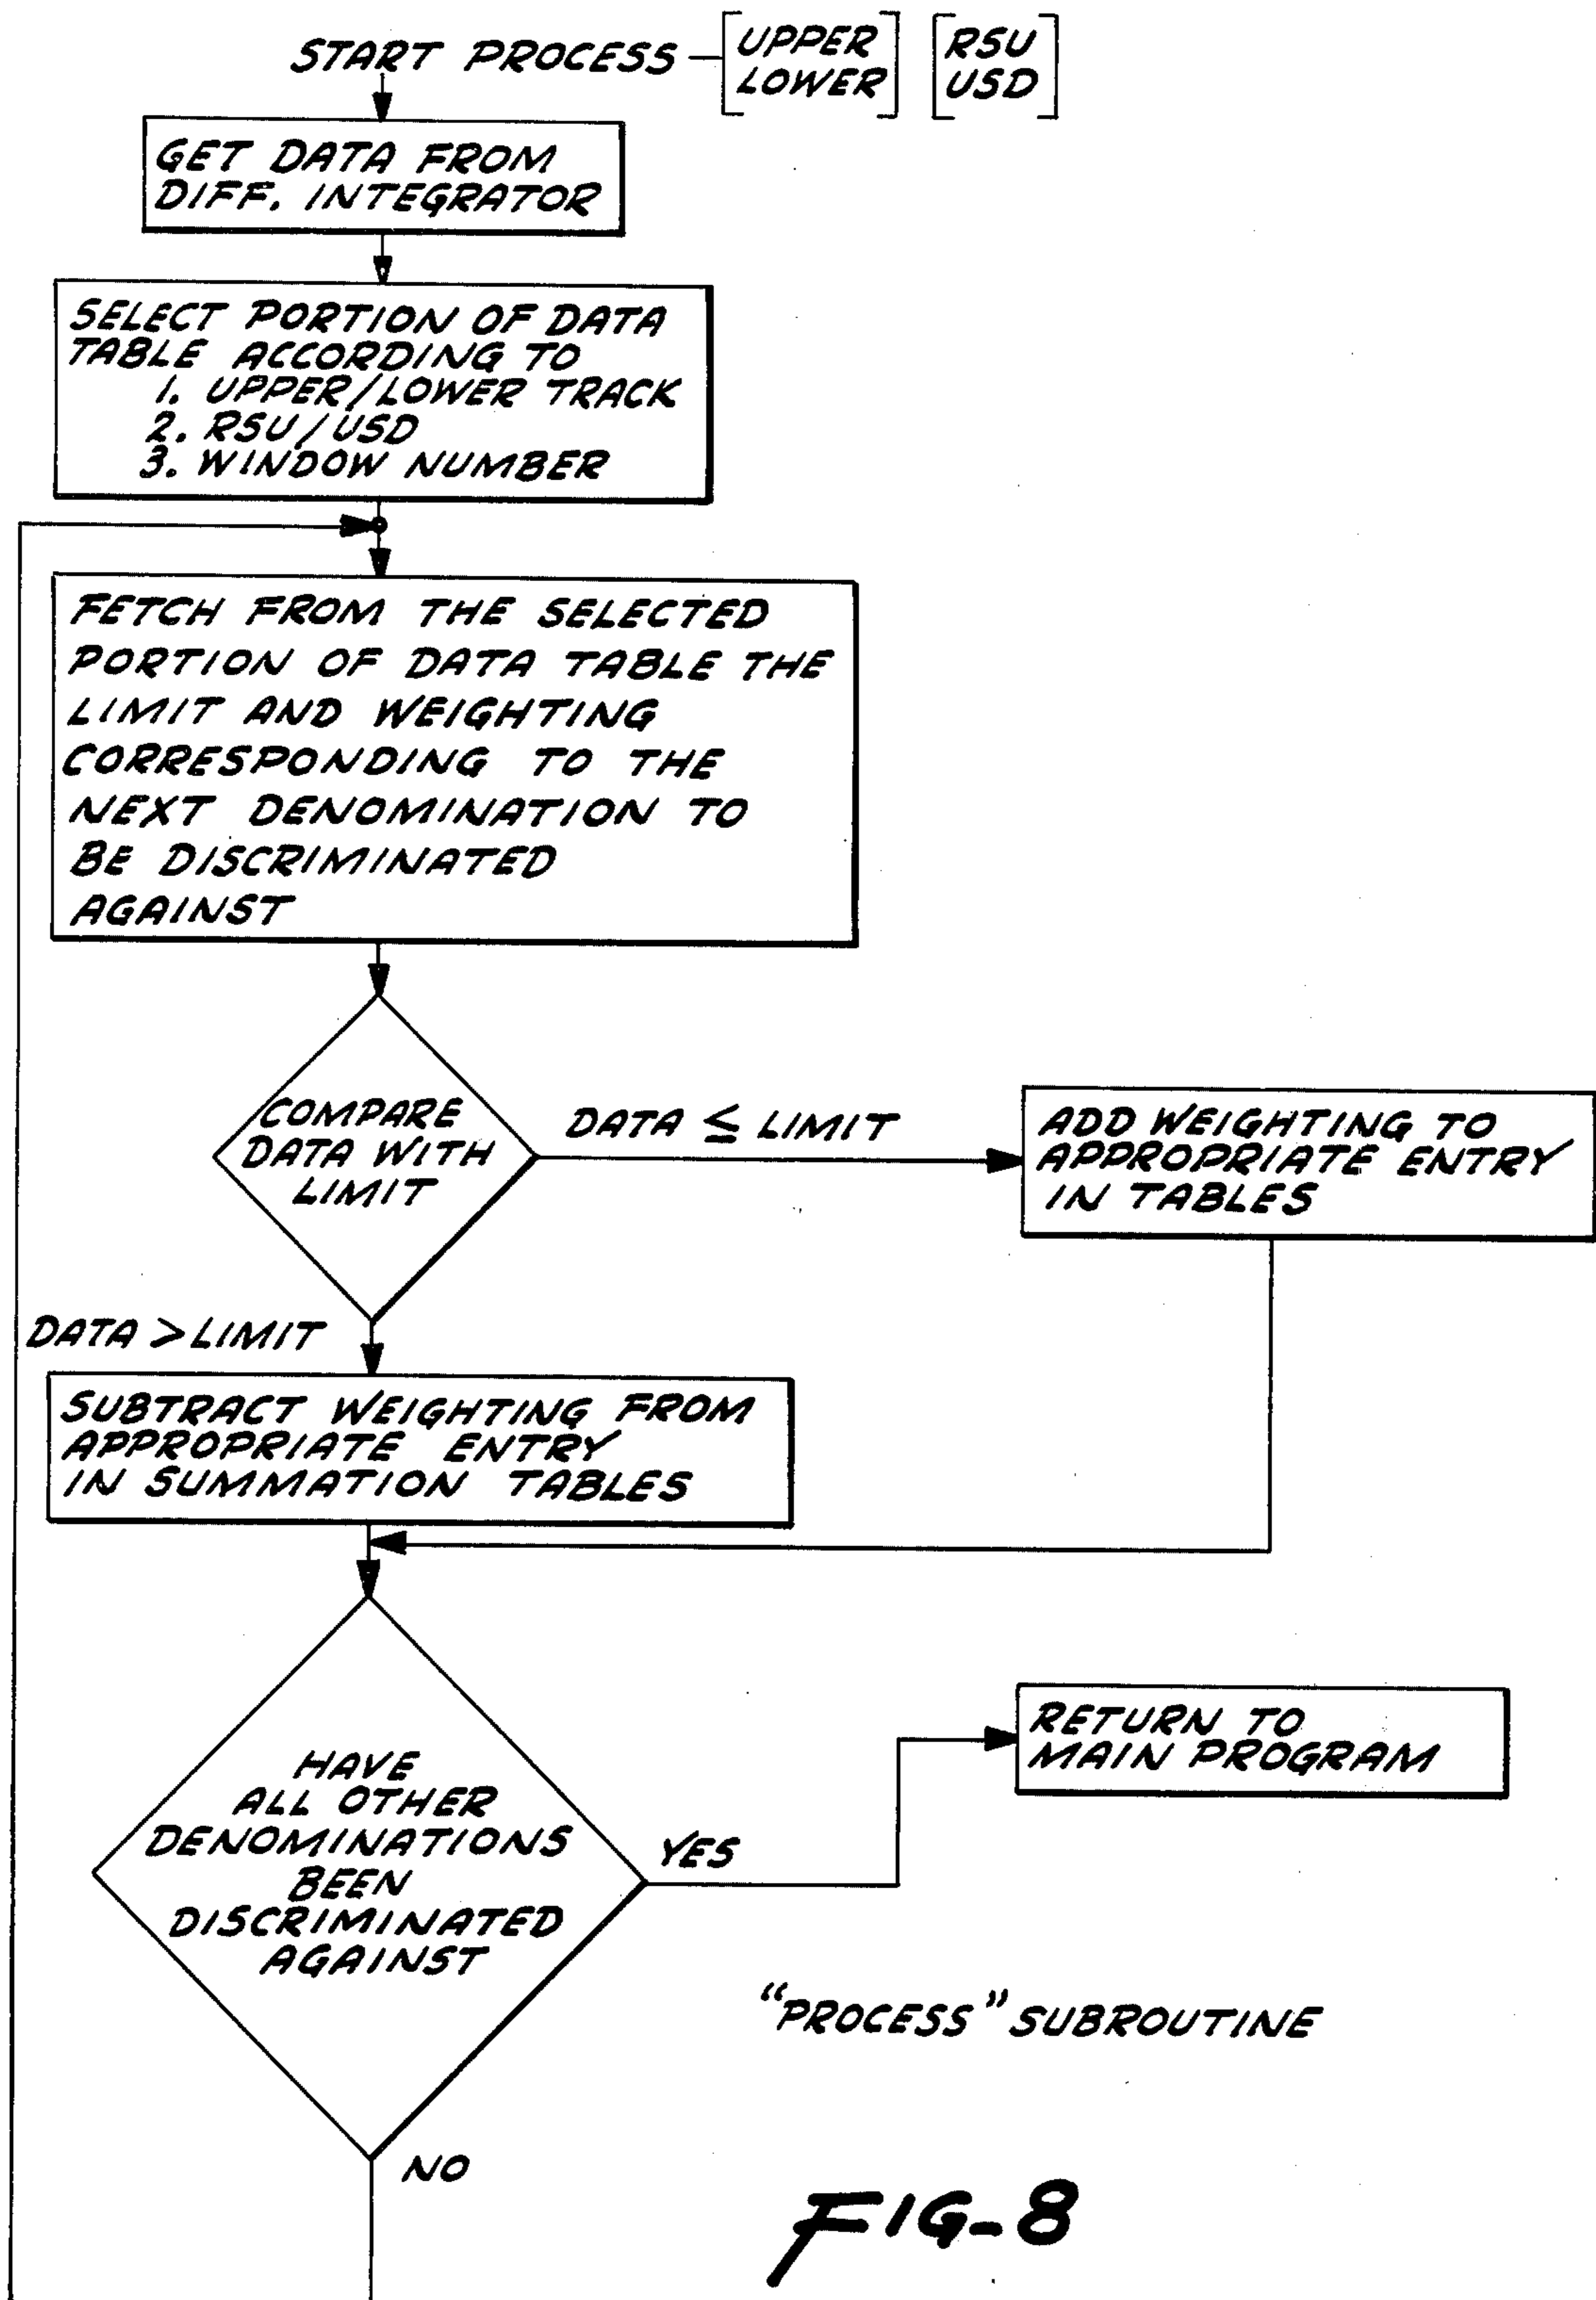 START PROCESS
UPPER
LOWER
RSU
USD
GET DATA FROM
DIFF. INTEGRATOR
SELECT PORTION OF DATA
TABLE ACCORDING TO
1. UPPER/LOWER TRACK
2. RSU/USD
3. WINDOW NUMBER
FETCH FROM THE SELECTED
PORTION OF DATA TABLE THE
LIMIT AND WEIGHTING
CORRESPONDING TO THE
NEXT DENOMINATION TO
BE DISCRIMINATED
AGAINST
COMPARE
DATA WITH
LIMIT
DATA ≤ LIMIT
ADD WEIGHTING TO
APPROPRIATE ENTRY
IN TABLES
DATA > LIMIT
SUBTRACT WEIGHTING FROM
APPROPRIATE ENTRY
IN SUMMATION TABLES
HAVE
ALL OTHER
DENOMINATIONS
BEEN
DISCRIMINATED
AGAINST
YES
RETURN TO
MAIN PROGRAM
NO
"PROCESS" SUBROUTINE
FIG-8